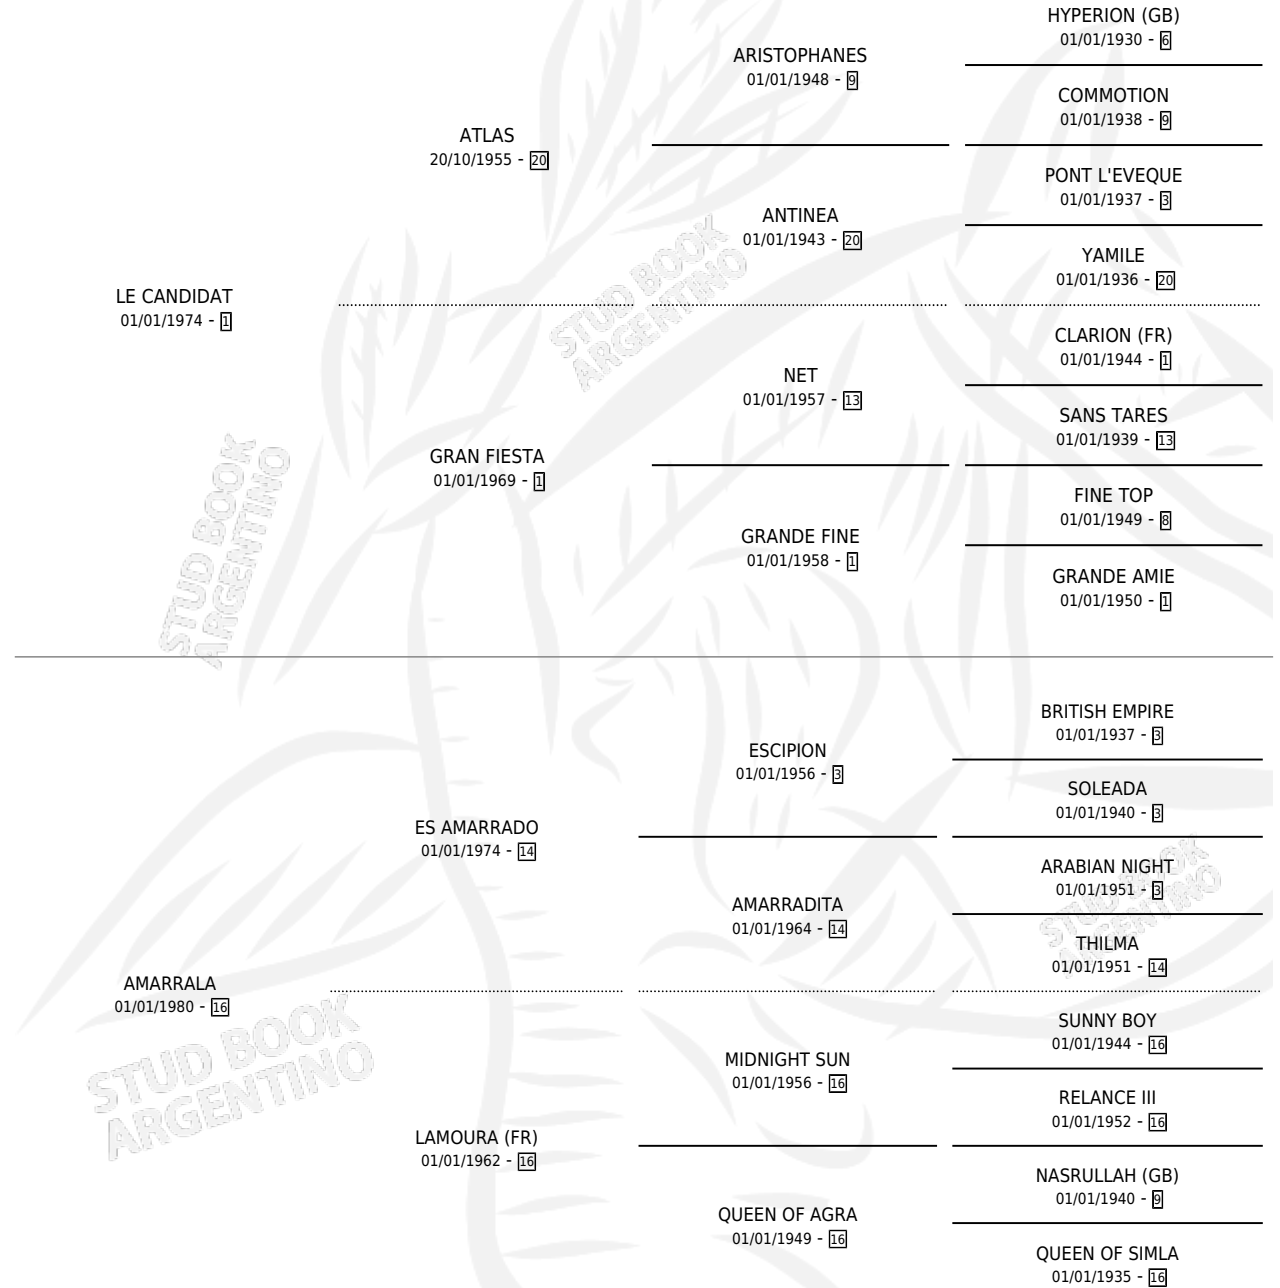 HYPERION (GB)
01/01/1930 - 6
ARISTOPHANES
01/01/1948 - 9
COMMOTION
01/01/1938 - 9
ATLAS
20/10/1955 - 20
PONT L'EVEQUE
01/01/1937 - 3
ANTINEA
01/01/1943 - 20
YAMILE
01/01/1936 - 20
LE CANDIDAT
01/01/1974 - 1
STUD BOOK
ARGENTINO
CLARION (FR)
01/01/1944 - 1
NET
01/01/1957 - 13
SANS TARES
01/01/1939 - 13
GRAN FIESTA
01/01/1969 - 1
FINE TOP
01/01/1949 - 8
GRANDE FINE
01/01/1958 - 1
GRANDE AMIE
01/01/1950 - 1
STUD BOOK
ARGENTINO
BRITISH EMPIRE
01/01/1937 - 3
ESCIPION
01/01/1956 - 3
SOLEADA
01/01/1940 - 3
ES AMARRADO
01/01/1974 - 14
ARABIAN NIGHT
01/01/1951 - 3
AMARRADITA
01/01/1964 - 14
THILMA
01/01/1951 - 14
STUD BOOK
ARGENTINO
AMARRALA
01/01/1980 - 16
SUNNY BOY
01/01/1944 - 16
MIDNIGHT SUN
01/01/1956 - 16
RELANCE III
01/01/1952 - 16
STUD BOOK
ARGENTINO
LAMOURA (FR)
01/01/1962 - 16
NASRULLAH (GB)
01/01/1940 - 9
QUEEN OF AGRA
01/01/1949 - 16
QUEEN OF SIMLA
01/01/1935 - 16